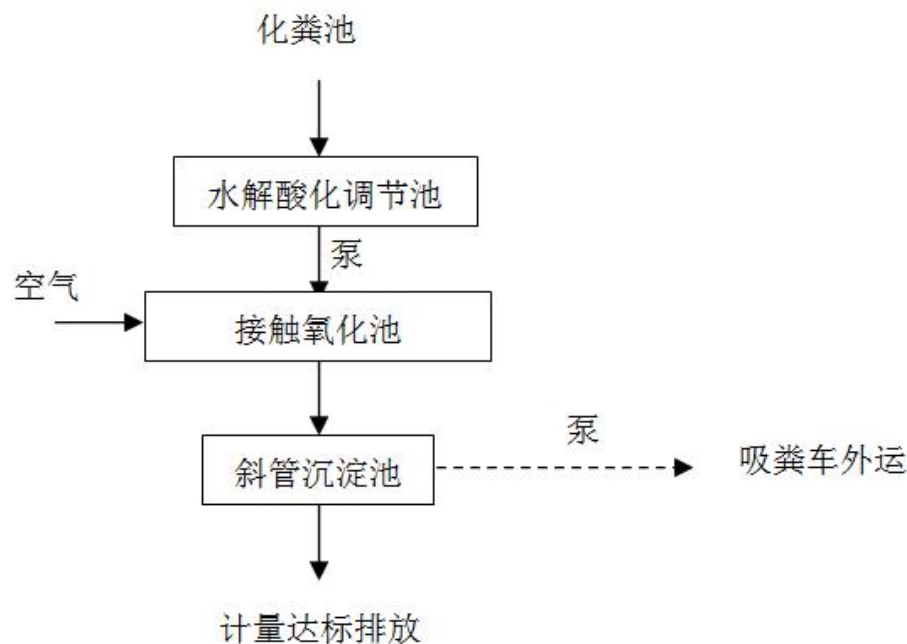 化粪池
水解酸化调节池
泵
空气
接触氧化池
泵
斜管沉淀池
吸粪车外运
计量达标排放